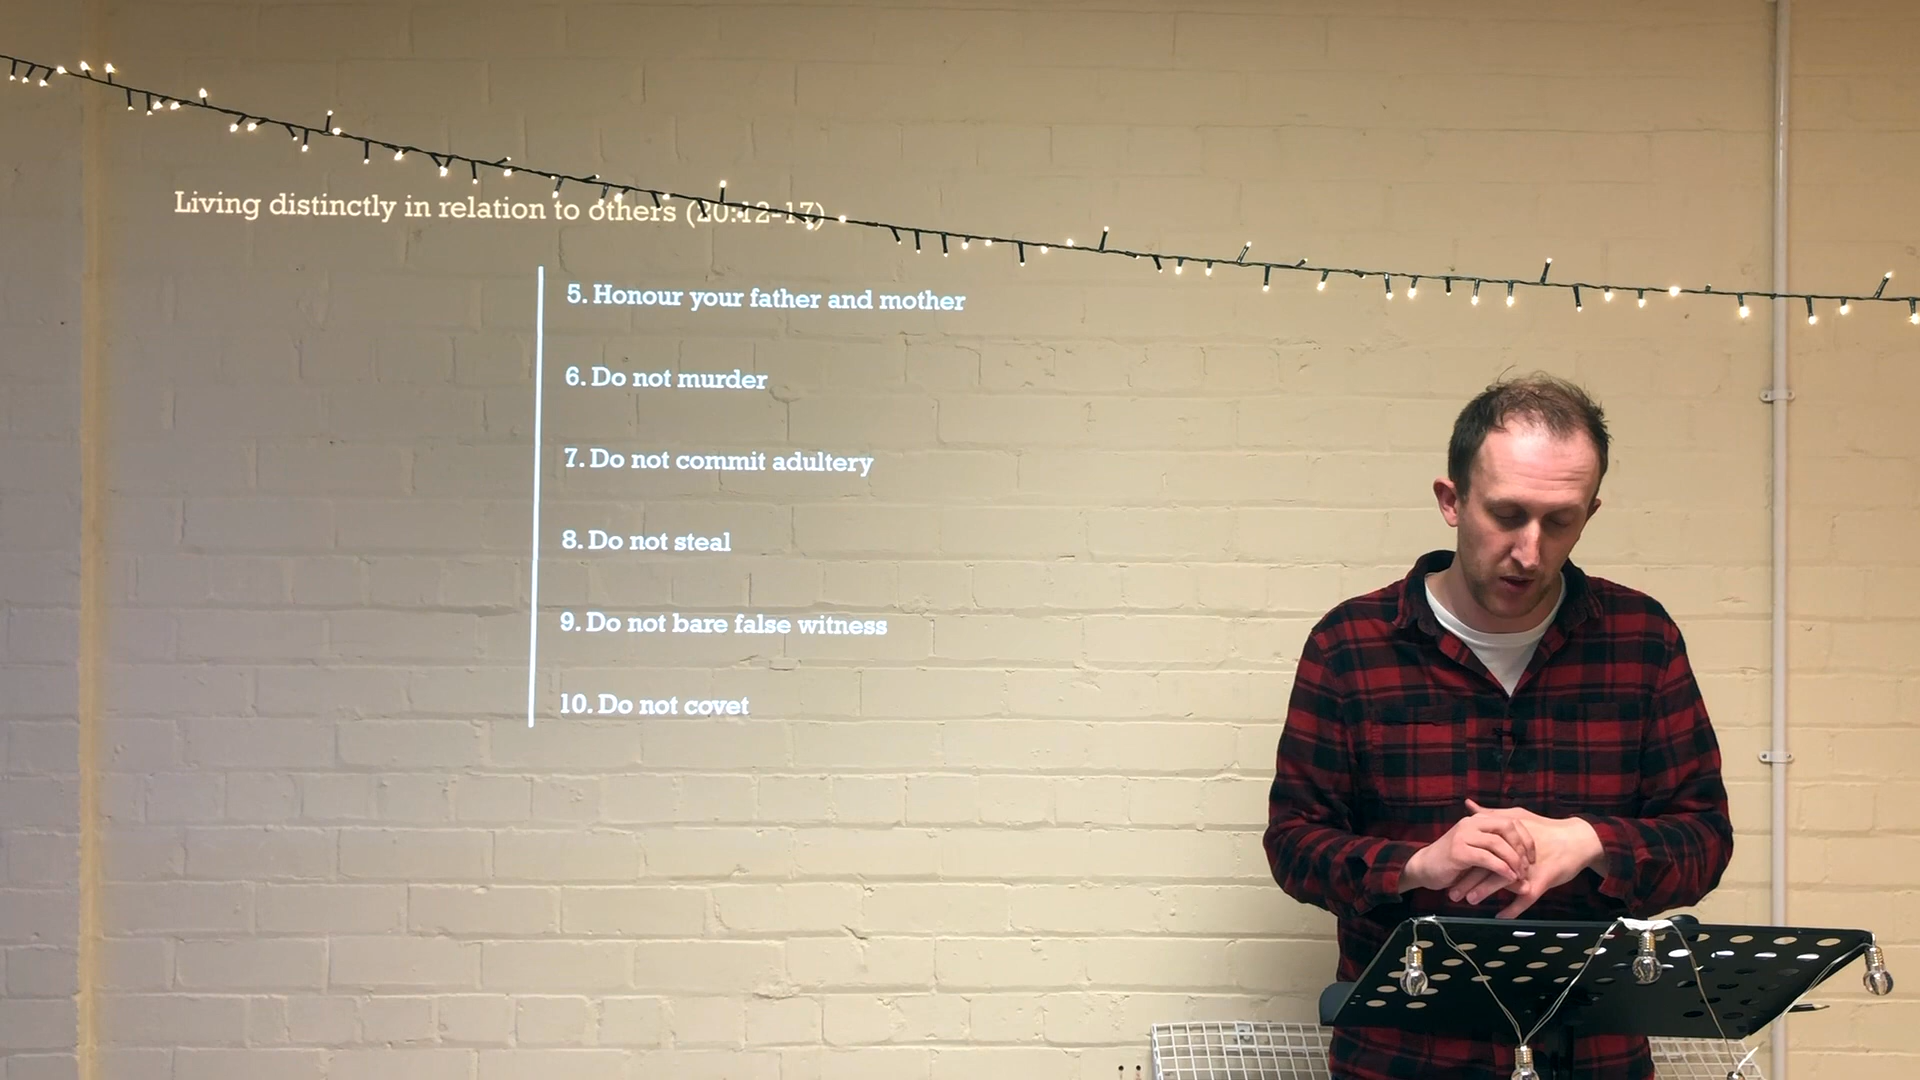 Living distinctly in relation to others (20:12-17)
5. Honour your father and mother
6. Do not murder
7. Do not commit adultery
8. Do not steal
9. Do not bare false witness
10. Do not covet